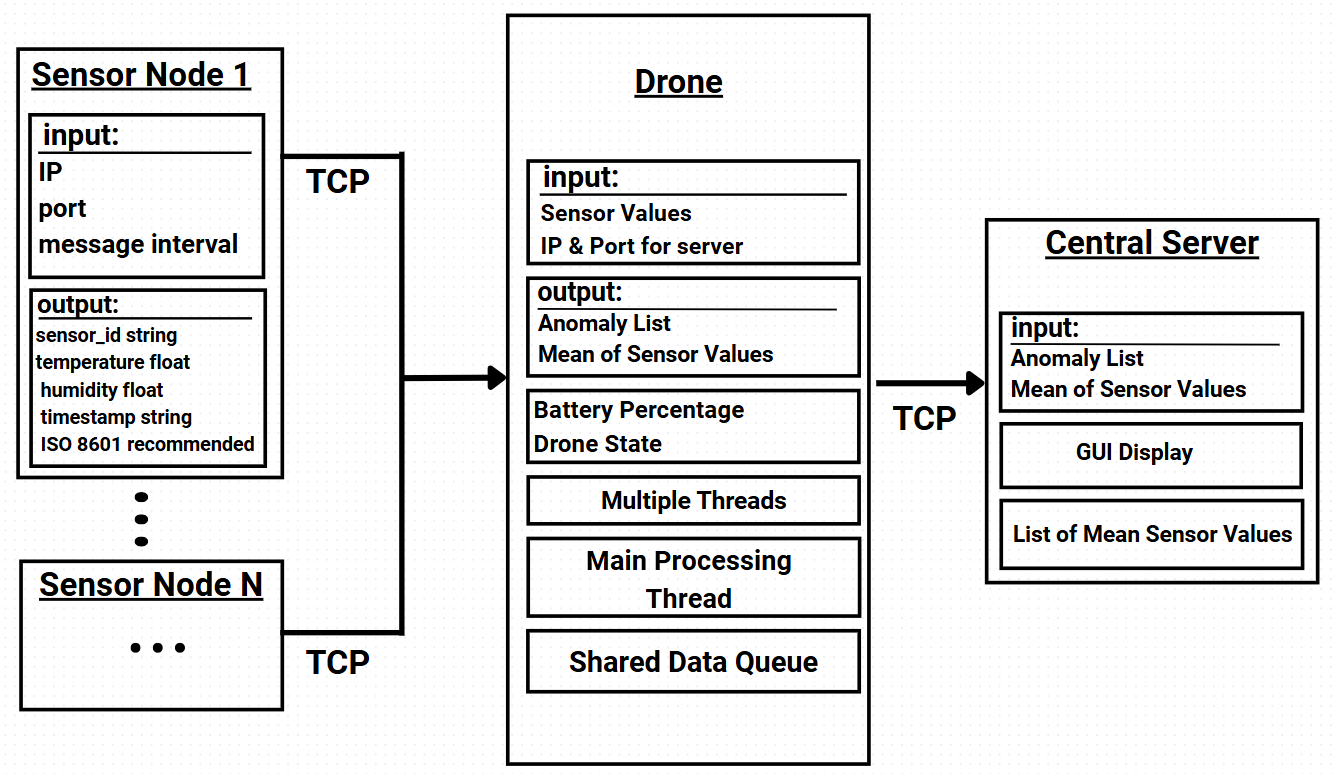 Sensor Node 1
input:
IP
port
message interval
output:
sensor_id string
temperature float
humidity float
timestamp string
ISO 8601 recommended
Sensor Node N
...
TCP
TCP
Drone
input:
Sensor Values
IP & Port for server
output:
Anomaly List
Mean of Sensor Values
Battery Percentage
Drone State
Multiple Threads
Main Processing
Thread
Shared Data Queue
TCP
Central Server
input:
Anomaly List
Mean of Sensor Values
GUI Display
List of Mean Sensor Values